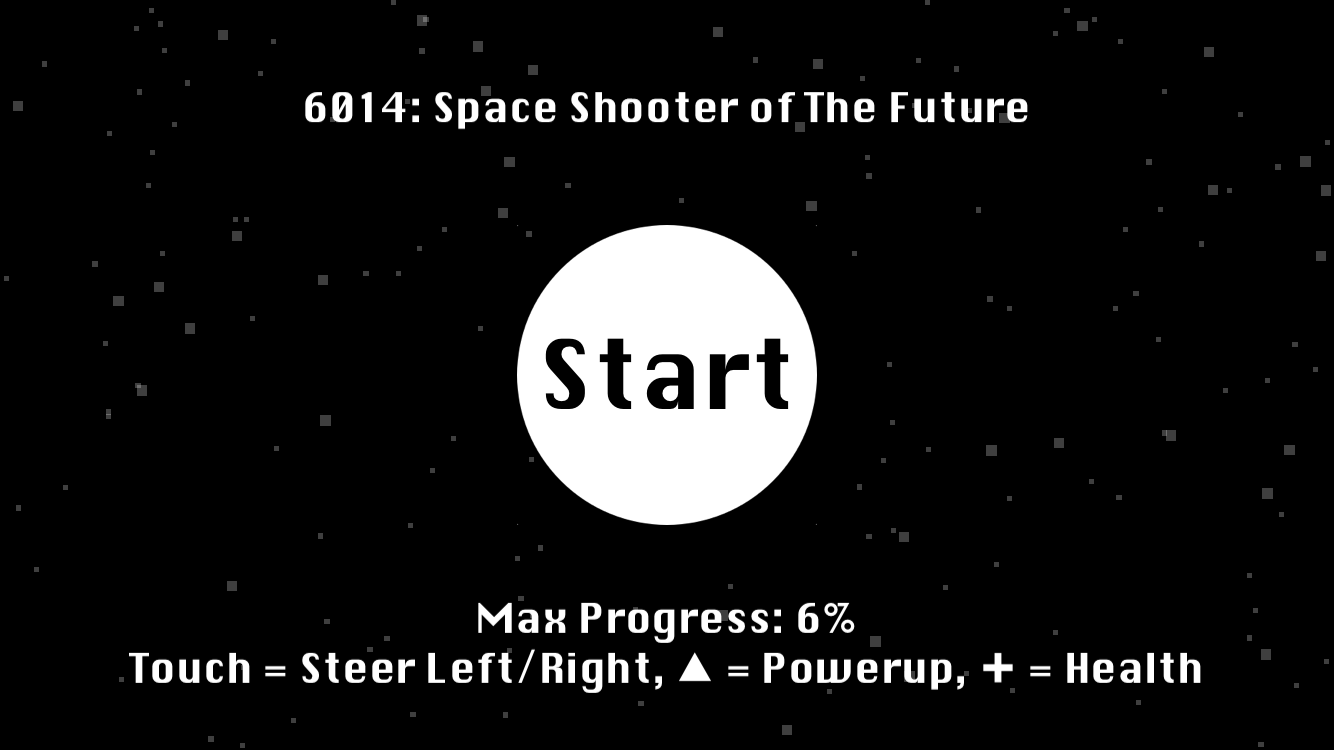 6014: Space Shooter of The Future
Start
Max Progress: 6%
Touch = Steer Left/Right, ▲ = Powerup, + = Health